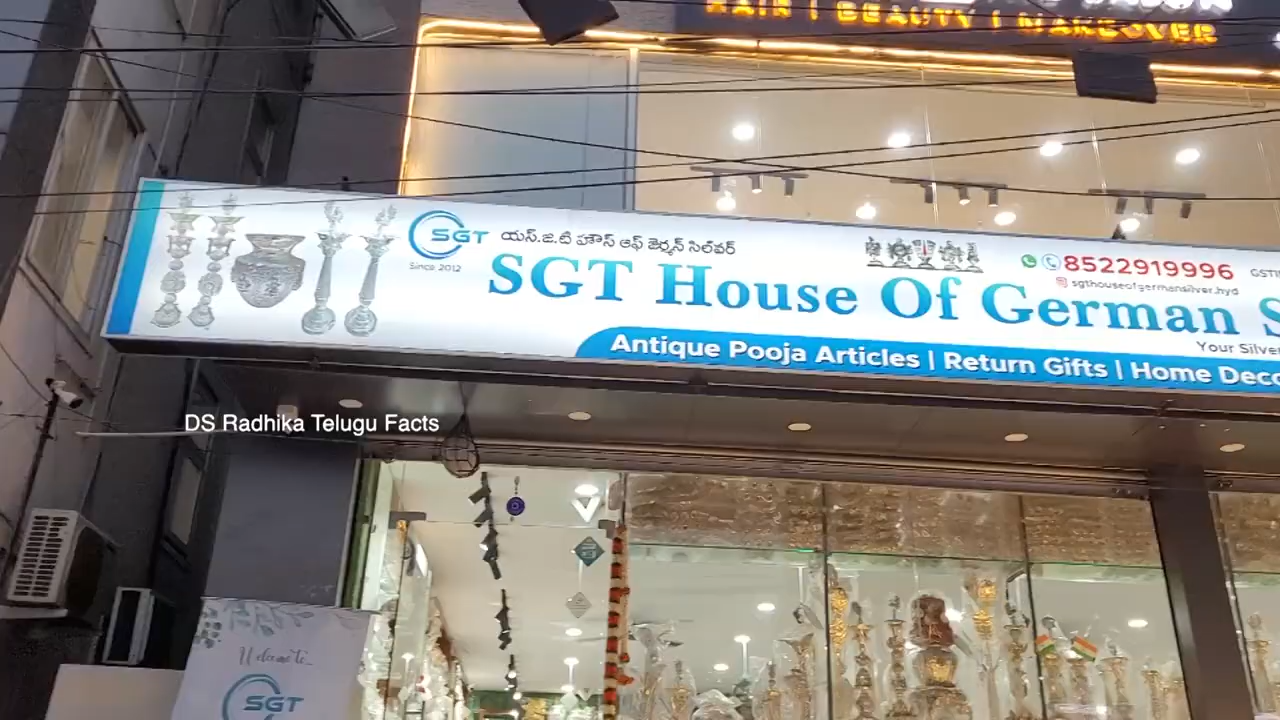 HAIR | BEAUTY | MAKEOVER
SGT
Since 2012
యస్.జి.టి హౌస్ ఆఫ్ జెర్మన్ సిల్వర్
8522919996
sgthouseofgermansilver.hyd
SGT House Of German S
Your Silver
Antique Pooja Articles | Return Gifts | Home Deco
DS Radhika Telugu Facts
Welcome to...
SGT